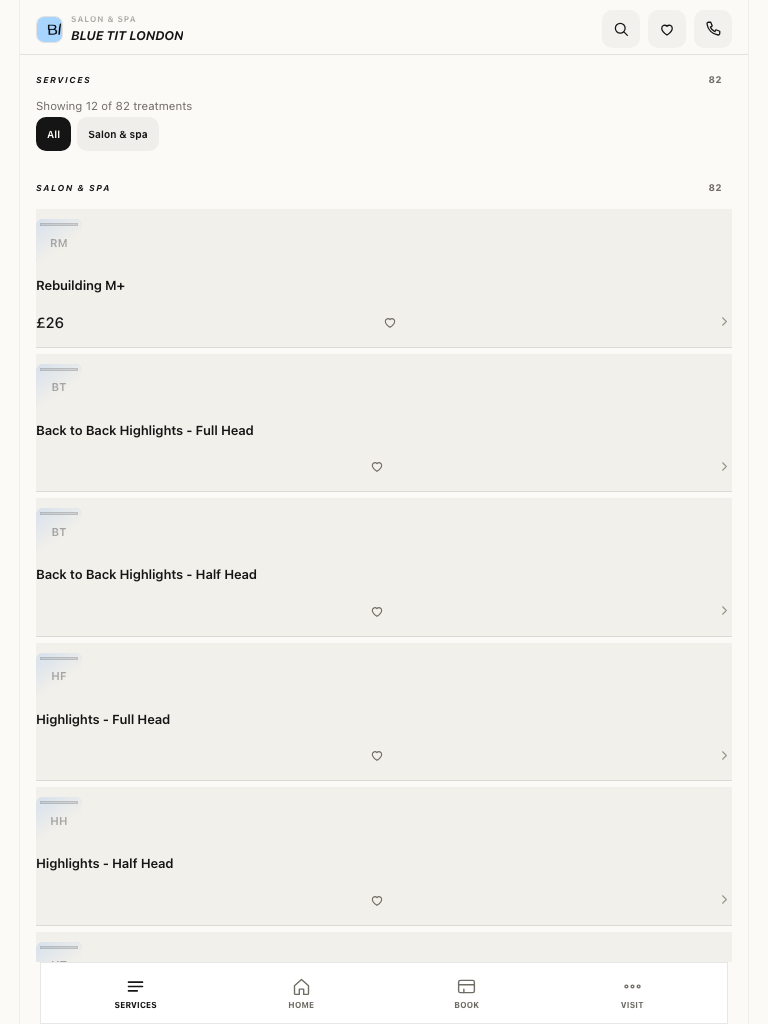 Bl
SALON & SPA
BLUE TIT LONDON
SERVICES
82
Showing 12 of 82 treatments
All
Salon & spa
SALON & SPA
82
RM
Rebuilding M+
£26
BT
Back to Back Highlights - Full Head
BT
Back to Back Highlights - Half Head
HF
Highlights - Full Head
HH
Highlights - Half Head
SERVICES
HOME
BOOK
VISIT